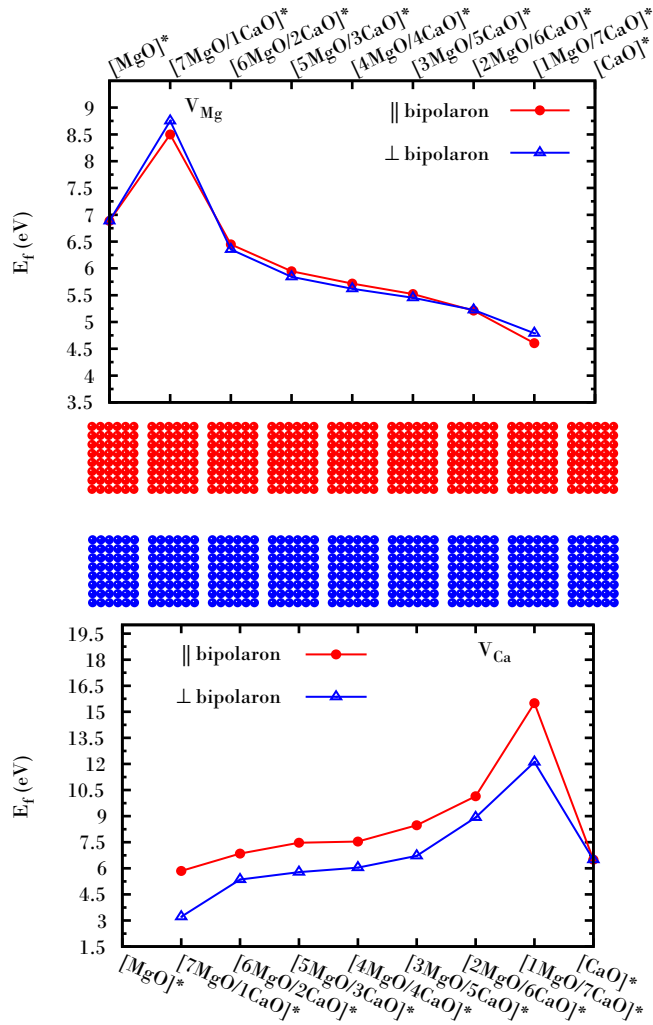 [MgO]*
[7MgO/1CaO]*
[6MgO/2CaO]*
[5MgO/3CaO]*
[4MgO/4CaO]*
[3MgO/5CaO]*
[2MgO/6CaO]*
[1MgO/7CaO]*
[CaO]*
V_Mg
|| bipolaron
⊥ bipolaron
E_f (eV)
9
8.5
8
7.5
7
6.5
6
5.5
5
4.5
4
3.5
19.5
18
16.5
15
13.5
12
10.5
9
7.5
6
4.5
3
1.5
E_f (eV)
|| bipolaron
⊥ bipolaron
V_Ca
[MgO]*
[7MgO/1CaO]*
[6MgO/2CaO]*
[5MgO/3CaO]*
[4MgO/4CaO]*
[3MgO/5CaO]*
[2MgO/6CaO]*
[1MgO/7CaO]*
[CaO]*